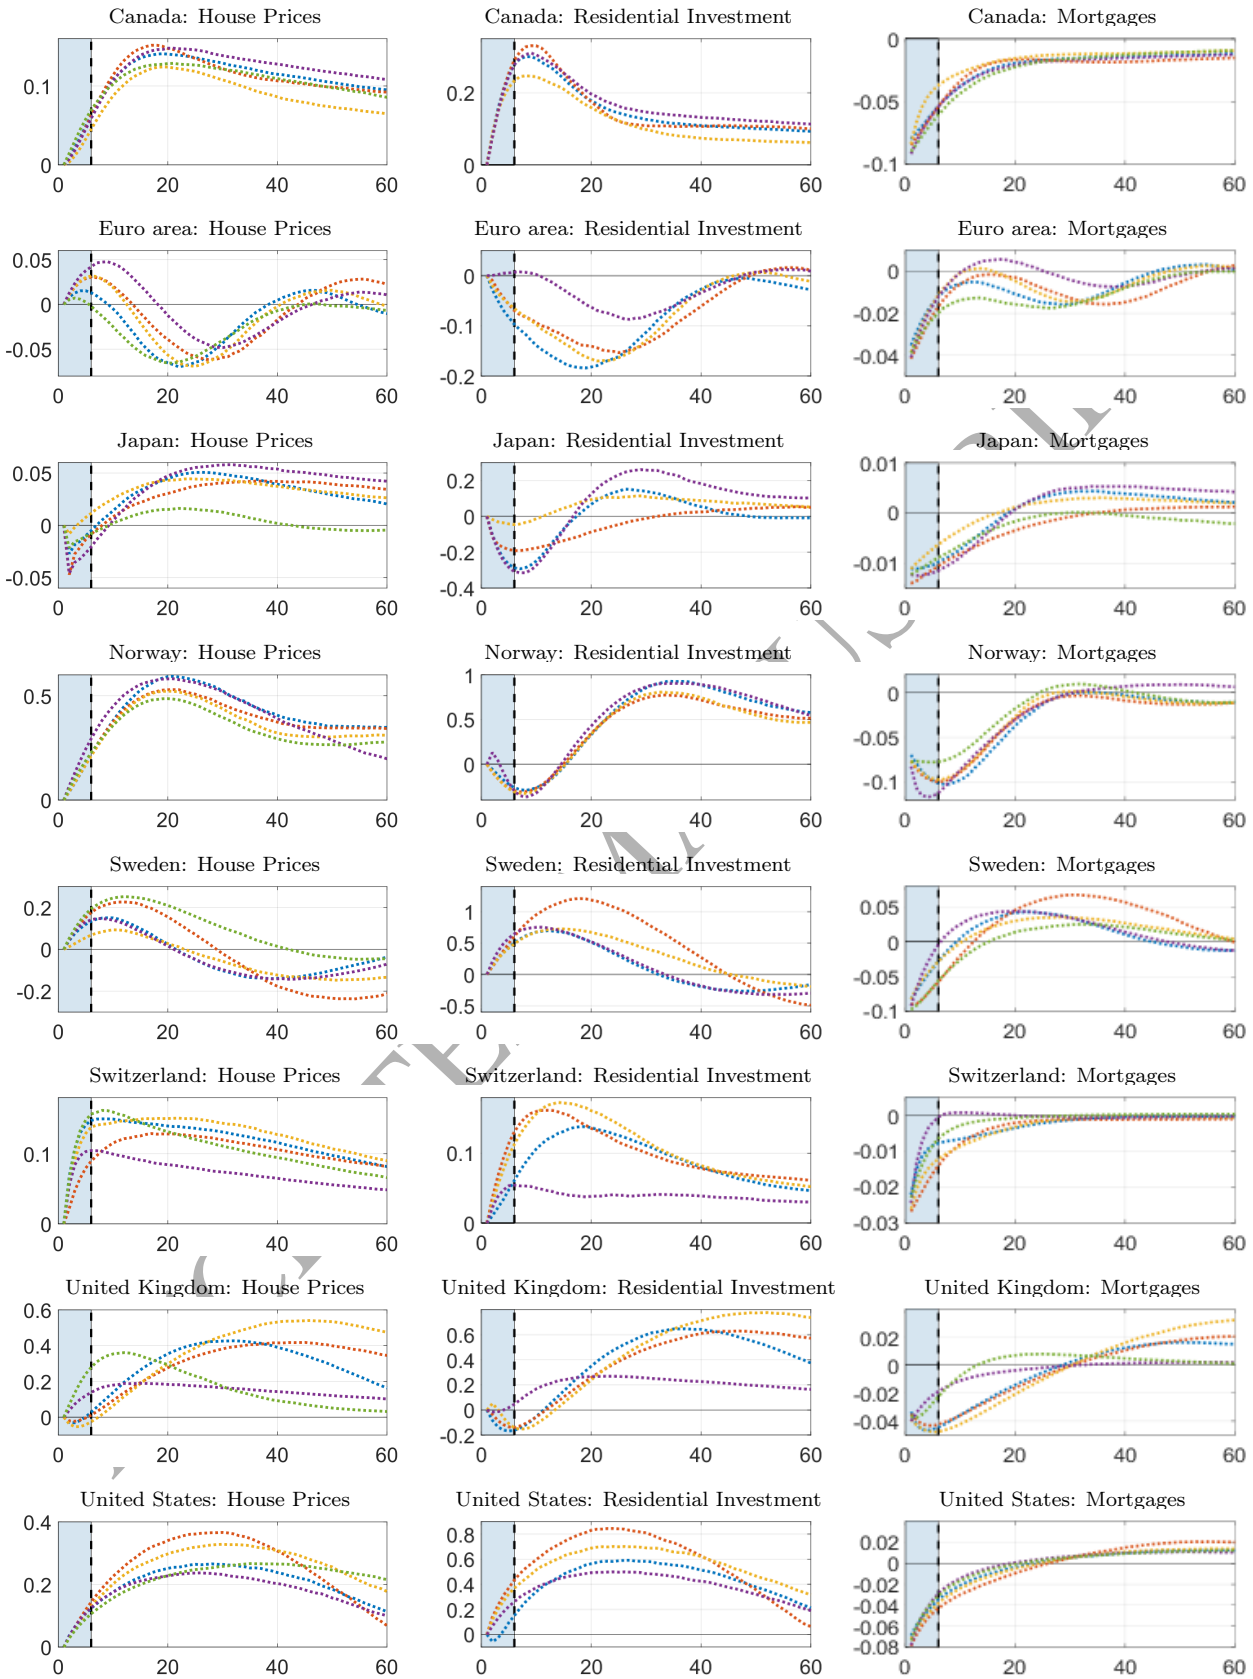 Canada: House Prices
Canada: Residential Investment
Canada: Mortgages
0.1
0
0 20 40 60
0.2
0
0 20 40 60
0
-0.05
-0.1
0 20 40 60
Euro area: House Prices
Euro area: Residential Investment
Euro area: Mortgages
0.05
0
-0.05
0 20 40 60
0
-0.1
-0.2
0 20 40 60
0
-0.02
-0.04
0 20 40 60
Japan: House Prices
Japan: Residential Investment
Japan: Mortgages
0.05
0
-0.05
0 20 40 60
0.2
0
-0.2
-0.4
0 20 40 60
0.01
0
-0.01
0 20 40 60
Norway: House Prices
Norway: Residential Investment
Norway: Mortgages
0.5
0
0 20 40 60
1
0.5
0
0 20 40 60
0
-0.05
-0.1
0 20 40 60
Sweden: House Prices
Sweden: Residential Investment
Sweden: Mortgages
0.2
0
-0.2
0 20 40 60
1
0.5
0
-0.5
0 20 40 60
0.05
0
-0.05
-0.1
0 20 40 60
Switzerland: House Prices
Switzerland: Residential Investment
Switzerland: Mortgages
0.1
0
0 20 40 60
0.1
0
0 20 40 60
0
-0.01
-0.02
-0.03
0 20 40 60
United Kingdom: House Prices
United Kingdom: Residential Investment
United Kingdom: Mortgages
0.6
0.4
0.2
0
0 20 40 60
0.6
0.4
0.2
0
-0.2
0 20 40 60
0.02
0
-0.02
-0.04
0 20 40 60
United States: House Prices
United States: Residential Investment
United States: Mortgages
0.4
0.2
0
0 20 40 60
0.8
0.6
0.4
0.2
0
0 20 40 60
0.02
0
-0.02
-0.04
-0.06
-0.08
0 20 40 60